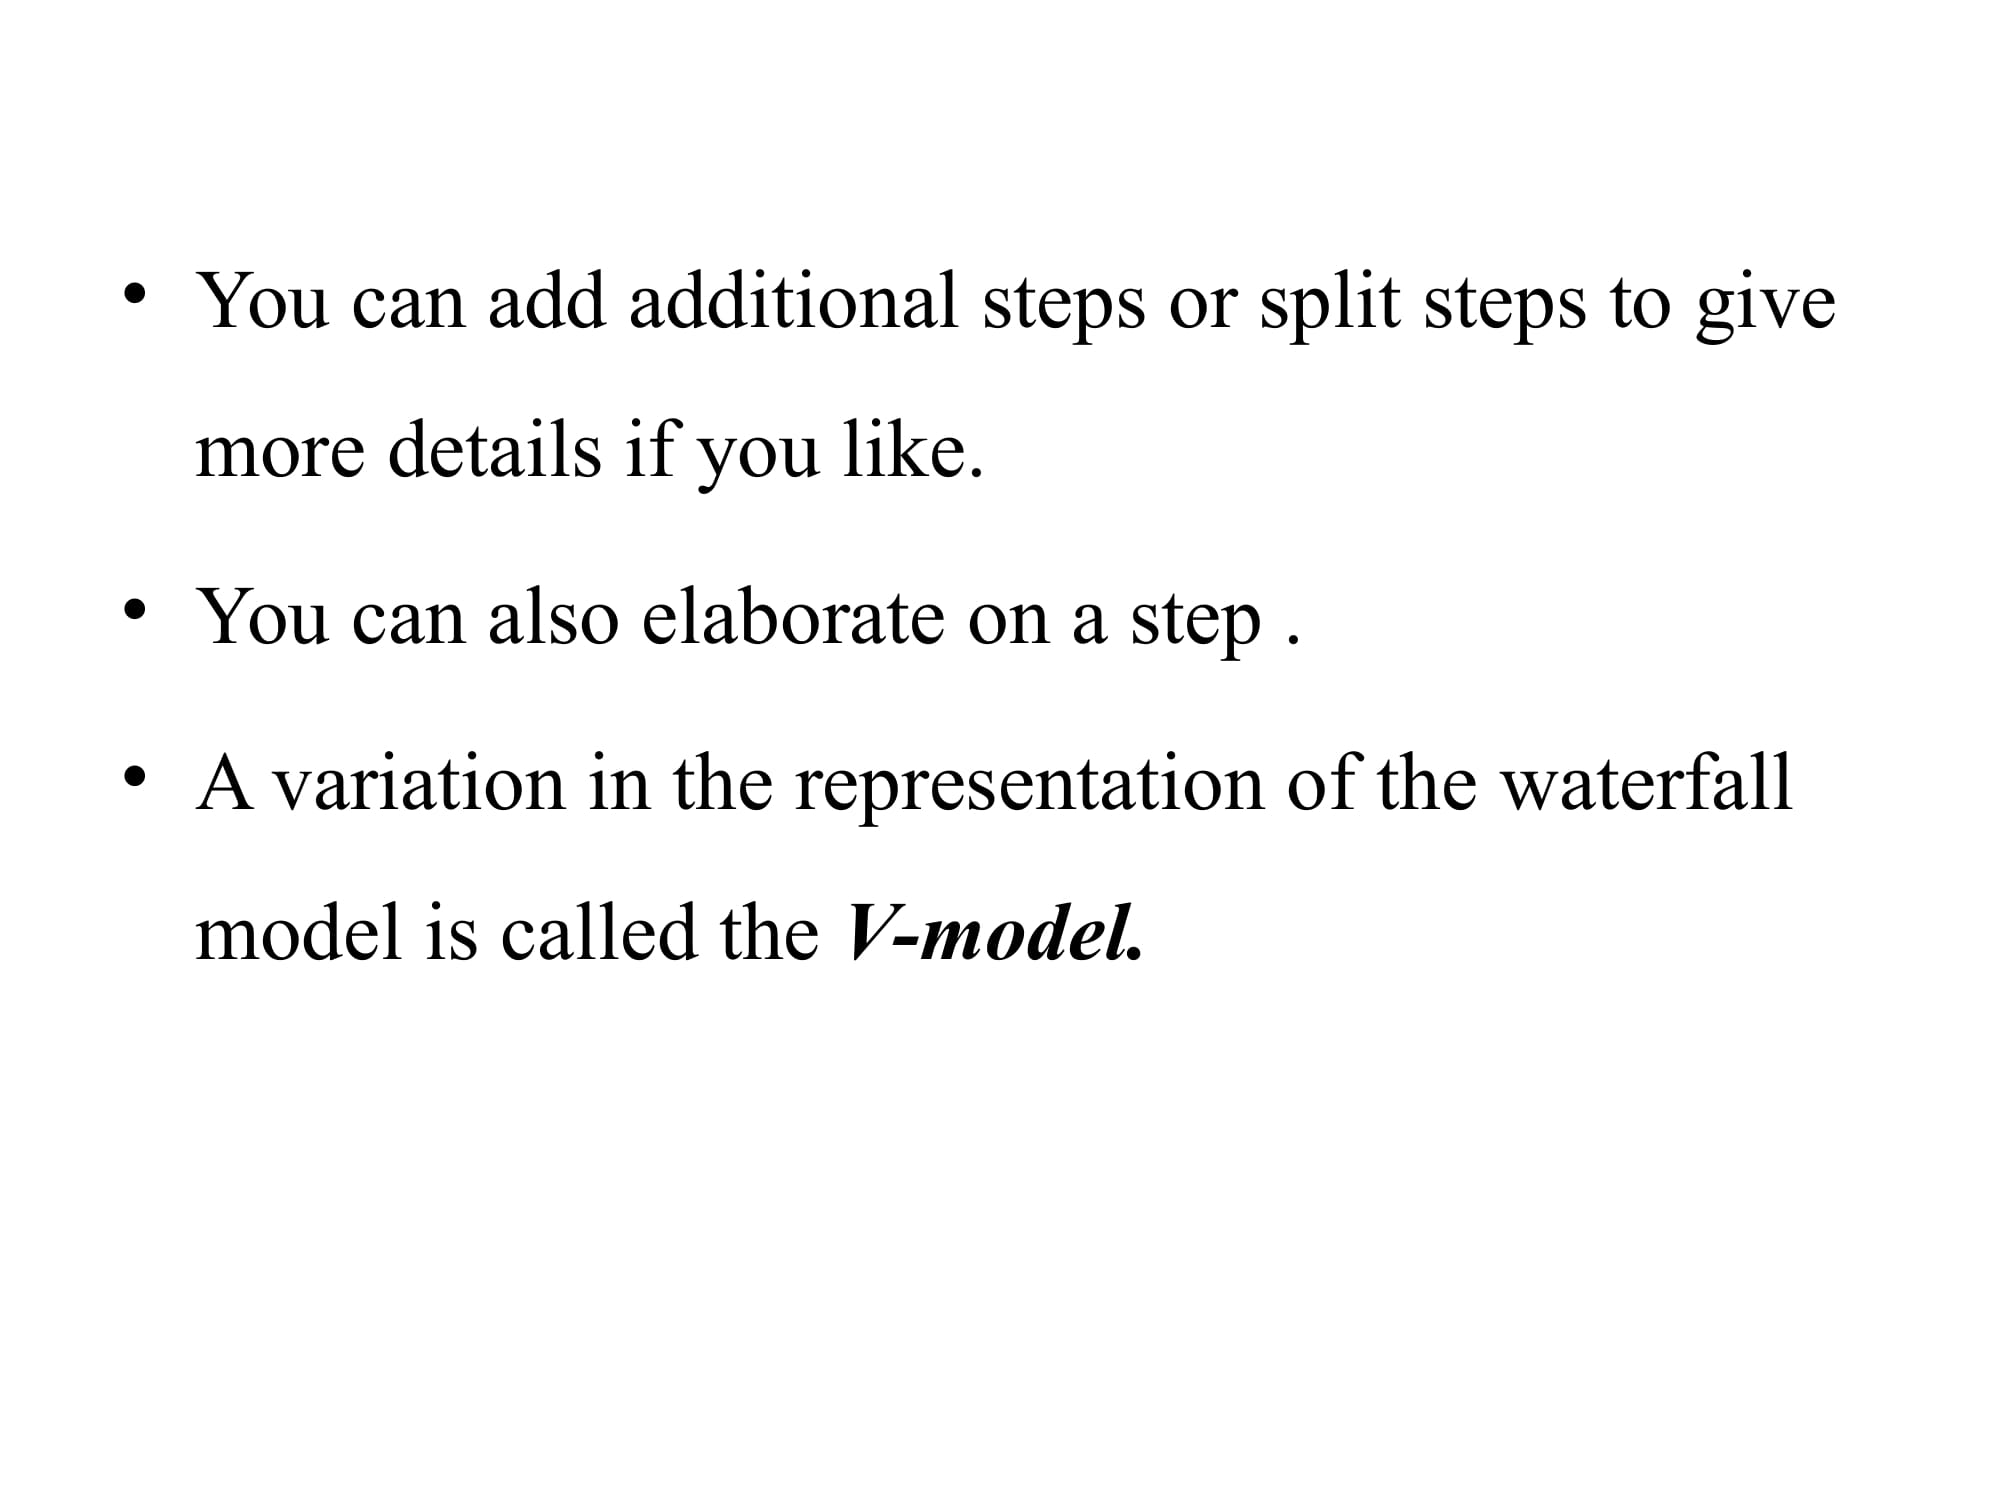 • You can add additional steps or split steps to give
more details if you like.
• You can also elaborate on a step .
• A variation in the representation of the waterfall
model is called the V-model.